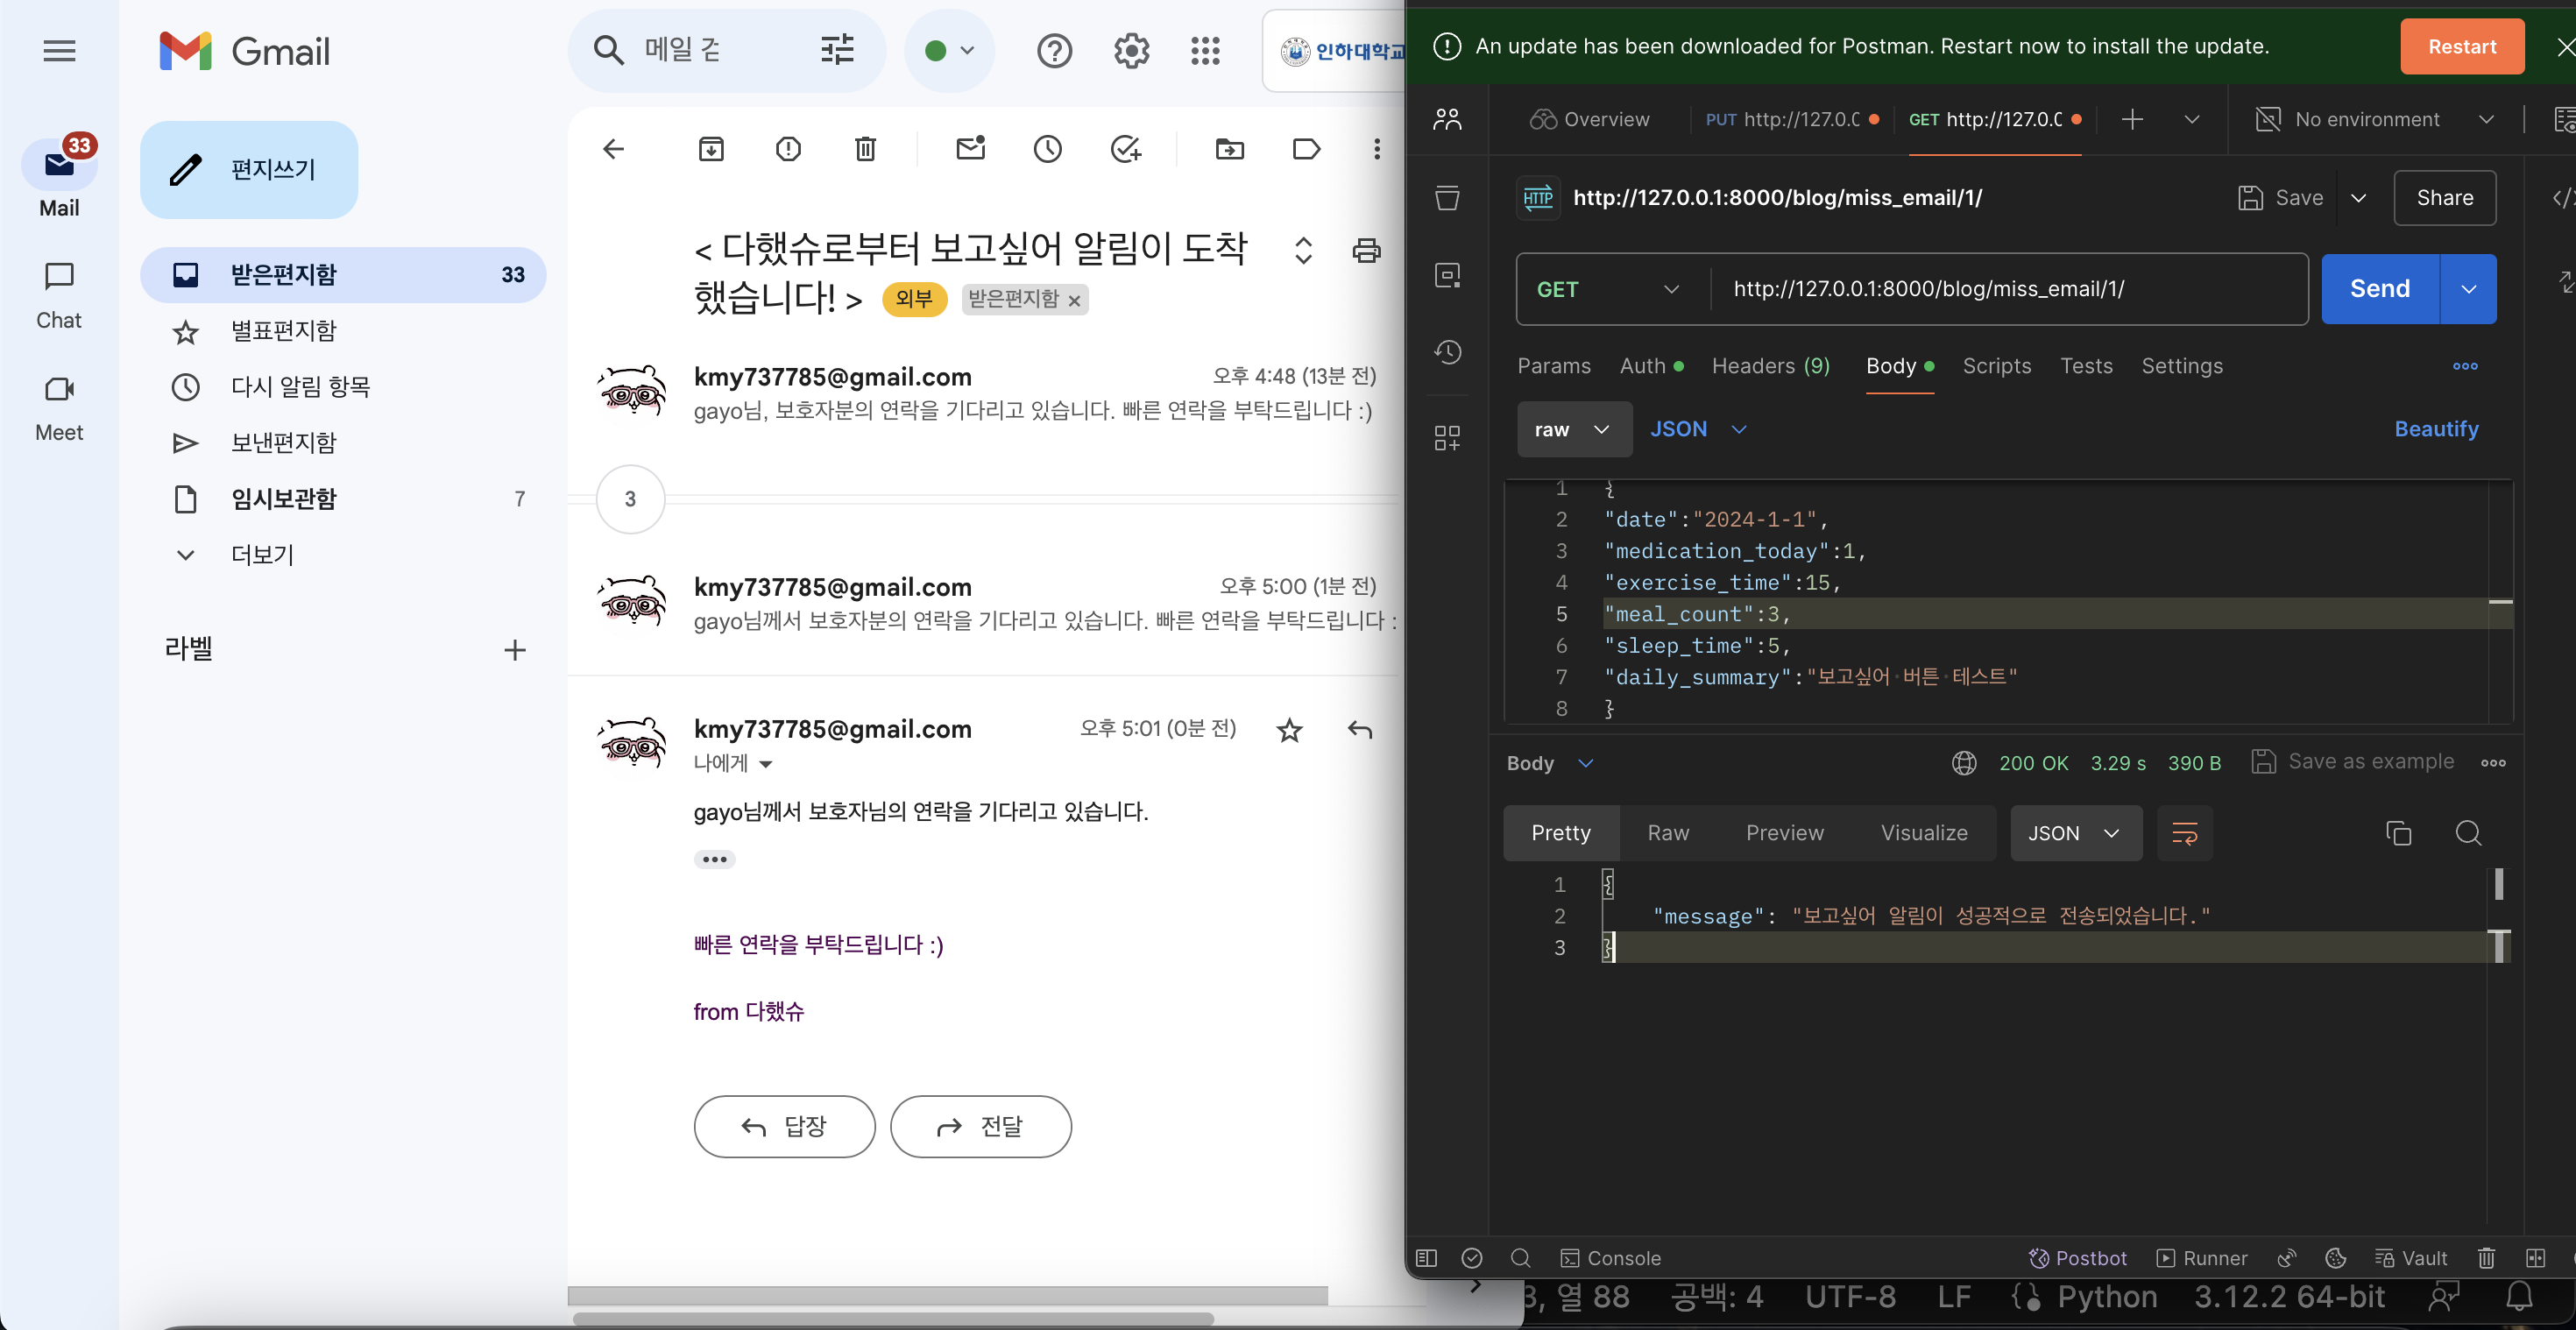 Gmail
메일 검
인하대학교
33
Mail
Chat
Meet
편지쓰기
받은편지함 33
별표편지함
다시 알림 항목
보낸편지함
임시보관함 7
더보기
라벨
< 다했슈로부터 보고싶어 알림이 도착
했습니다! > 외부 받은편지함 ×
kmy737785@gmail.com 오후 4:48 (13분 전)
gayo님, 보호자분의 연락을 기다리고 있습니다. 빠른 연락을 부탁드립니다 :)
3
kmy737785@gmail.com 오후 5:00 (1분 전)
gayo님께서 보호자분의 연락을 기다리고 있습니다. 빠른 연락을 부탁드립니다 :
kmy737785@gmail.com 오후 5:01 (0분 전)
나에게
gayo님께서 보호자님의 연락을 기다리고 있습니다.
빠른 연락을 부탁드립니다 :)
from 다했슈
답장 전달
An update has been downloaded for Postman. Restart now to install the update. Restart
Overview PUT http://127.0.0 GET http://127.0.0 No environment
HTTP http://127.0.0.1:8000/blog/miss_email/1/ Save Share
GET http://127.0.0.1:8000/blog/miss_email/1/ Send
Params Auth Headers (9) Body Scripts Tests Settings
raw JSON Beautify
1 {
2 "date":"2024-1-1",
3 "medication_today":1,
4 "exercise_time":15,
5 "meal_count":3,
6 "sleep_time":5,
7 "daily_summary":"보고싶어 버튼 테스트"
8 }
Body 200 OK 3.29 s 390 B Save as example
Pretty Raw Preview Visualize JSON
1 {
2 "message": "보고싶어 알림이 성공적으로 전송되었습니다."
3 }
Console Postbot Runner Vault
3, 열 88 공백: 4 UTF-8 LF Python 3.12.2 64-bit